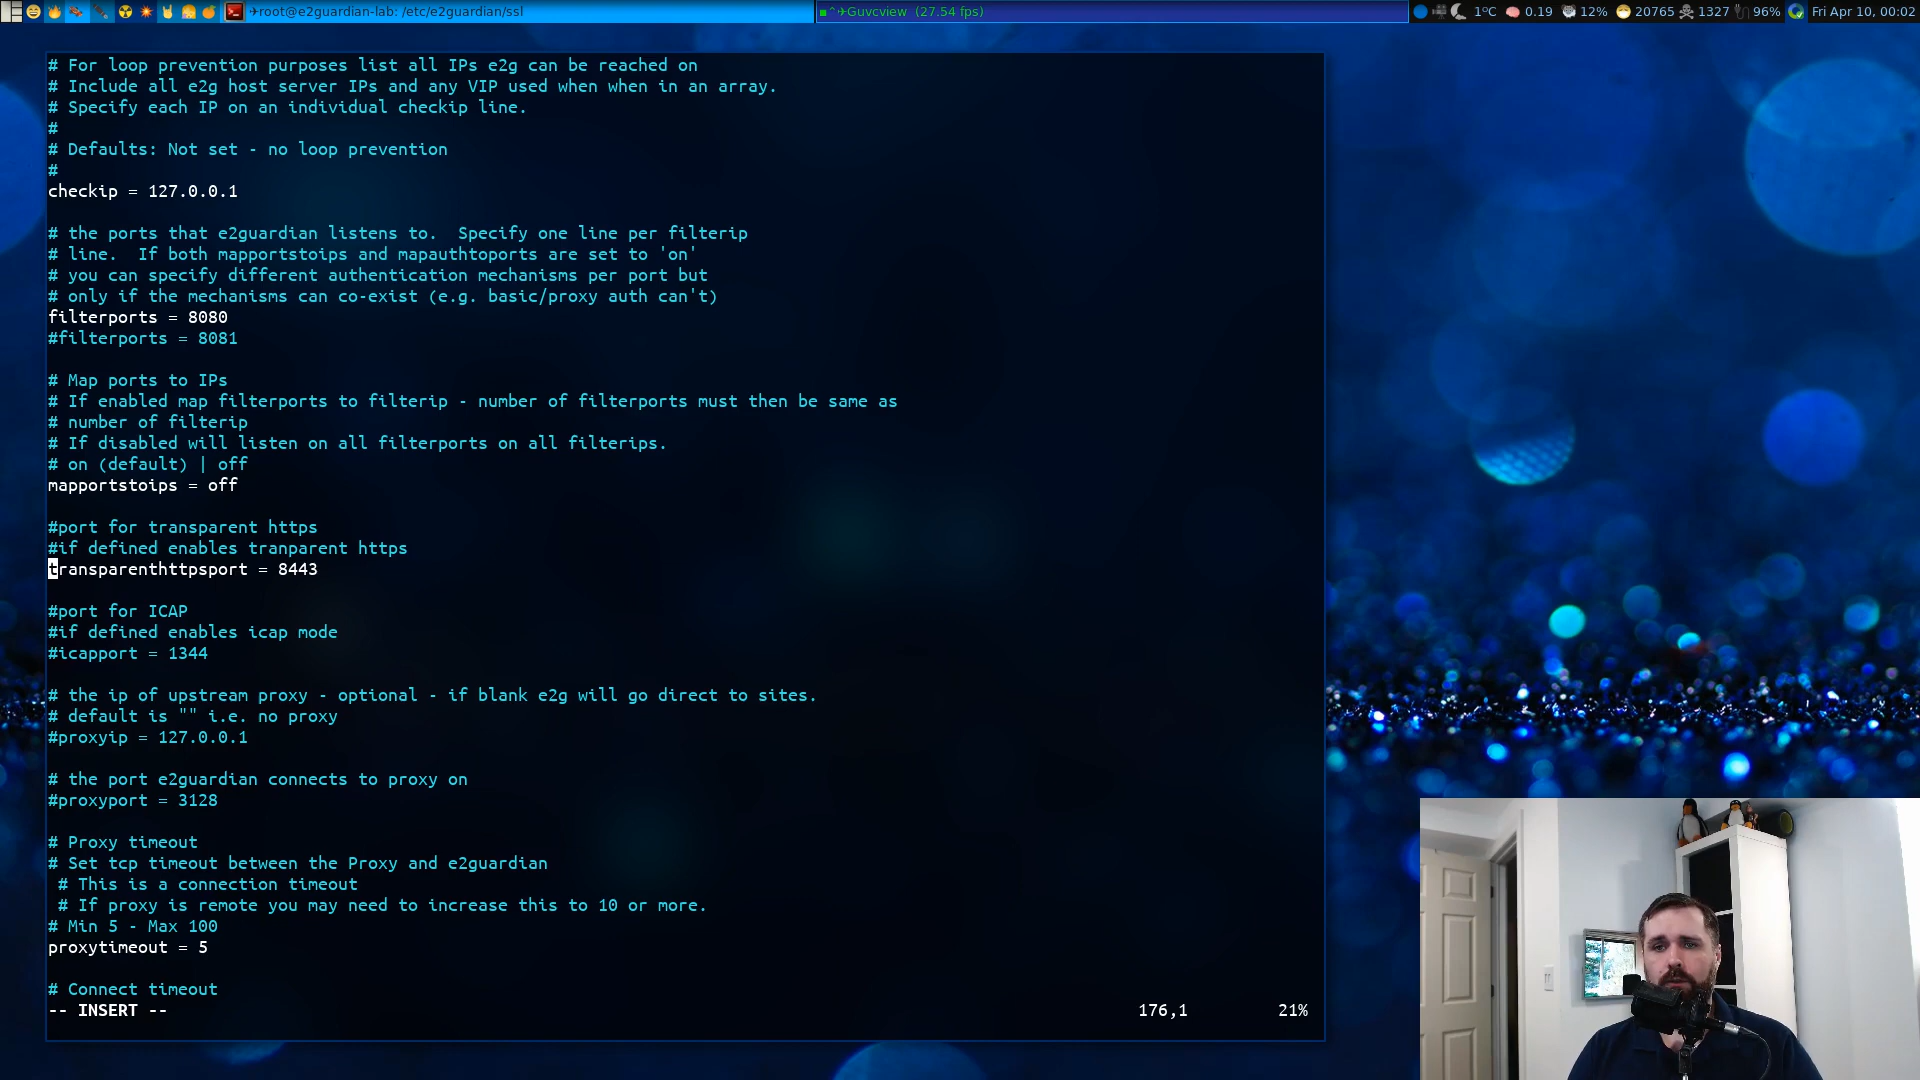 ✈root@e2guardian-lab: /etc/e2guardian/ssl
■^✈Guvcview (27.54 fps)
1°C 0.19 12% 20765 1327 96% Fri Apr 10, 00:02
# For loop prevention purposes list all IPs e2g can be reached on
# Include all e2g host server IPs and any VIP used when when in an array.
# Specify each IP on an individual checkip line.
#
# Defaults: Not set - no loop prevention
#
checkip = 127.0.0.1
# the ports that e2guardian listens to.  Specify one line per filterip
# line.  If both mapportstoips and mapauthtoports are set to 'on'
# you can specify different authentication mechanisms per port but
# only if the mechanisms can co-exist (e.g. basic/proxy auth can't)
filterports = 8080
#filterports = 8081
# Map ports to IPs
# If enabled map filterports to filterip - number of filterports must then be same as
# number of filterip
# If disabled will listen on all filterports on all filterips.
# on (default) | off
mapportstoips = off
#port for transparent https
#if defined enables tranparent https
transparenthttpsport = 8443
#port for ICAP
#if defined enables icap mode
#icapport = 1344
# the ip of upstream proxy - optional - if blank e2g will go direct to sites.
# default is "" i.e. no proxy
#proxyip = 127.0.0.1
# the port e2guardian connects to proxy on
#proxyport = 3128
# Proxy timeout
# Set tcp timeout between the Proxy and e2guardian
 # This is a connection timeout
 # If proxy is remote you may need to increase this to 10 or more.
# Min 5 - Max 100
proxytimeout = 5
# Connect timeout
-- INSERT -- 176,1 21%